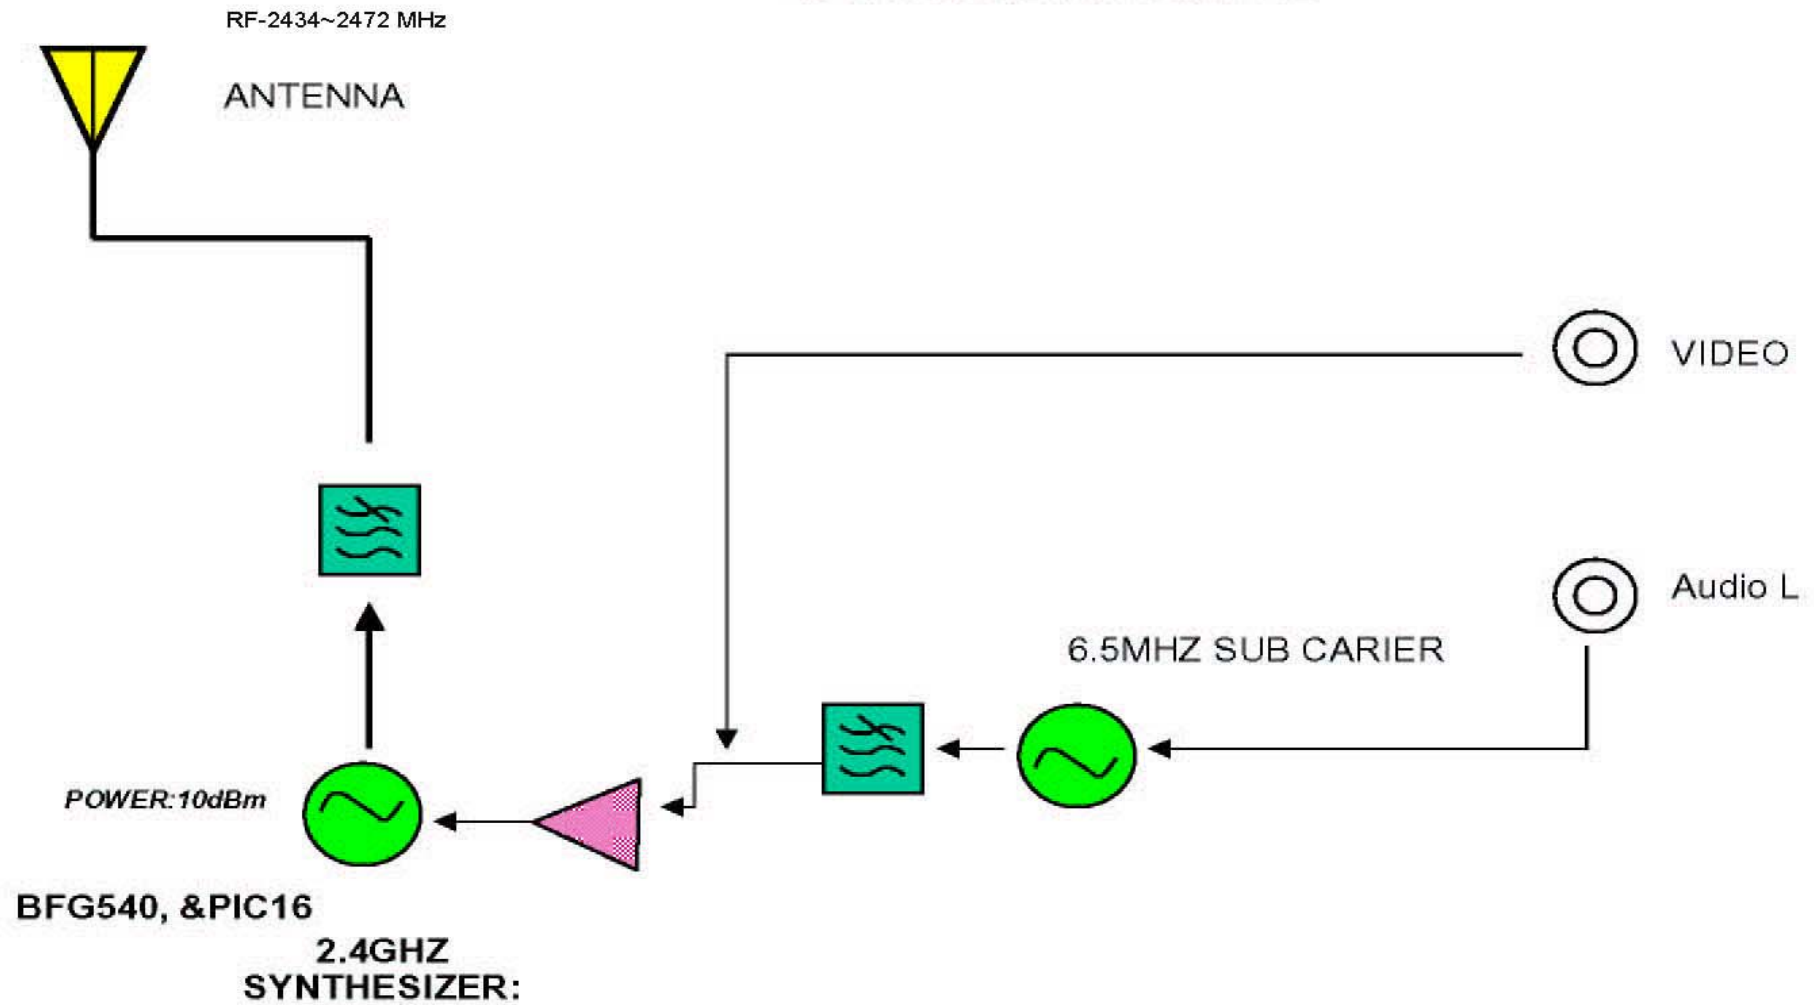 RF-2434~2472 MHz
ANTENNA
VIDEO
Audio L
6.5MHZ SUB CARIER
POWER:10dBm
BFG540, &PIC16
2.4GHZ
SYNTHESIZER: